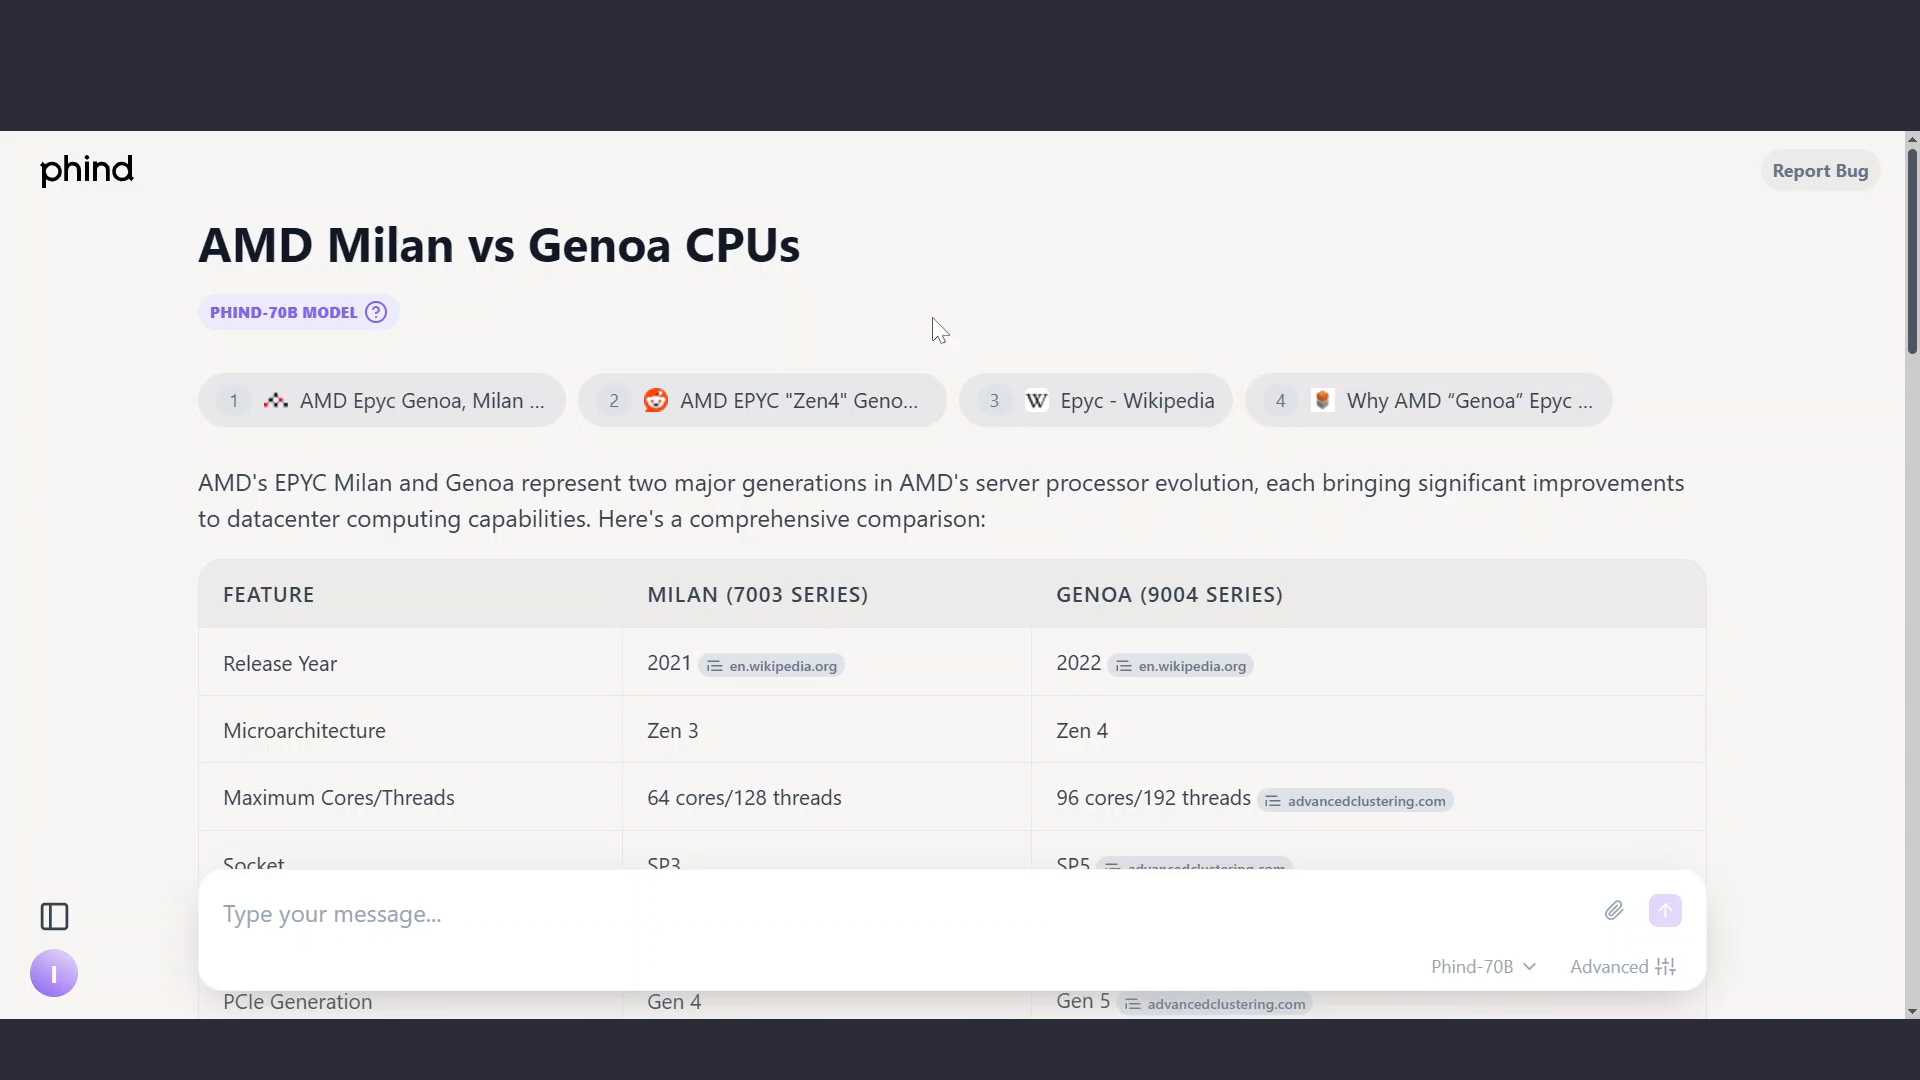 phind
Report Bug
AMD Milan vs Genoa CPUs
PHIND-70B MODEL ?
1 AMD Epyc Genoa, Milan ...
2 AMD EPYC "Zen4" Geno...
3 W Epyc - Wikipedia
4 Why AMD “Genoa” Epyc ...
AMD's EPYC Milan and Genoa represent two major generations in AMD's server processor evolution, each bringing significant improvements
to datacenter computing capabilities. Here's a comprehensive comparison:
FEATURE MILAN (7003 SERIES) GENOA (9004 SERIES)
Release Year 2021 en.wikipedia.org 2022 en.wikipedia.org
Microarchitecture Zen 3 Zen 4
Maximum Cores/Threads 64 cores/128 threads 96 cores/192 threads advancedclustering.com
Socket SP3 SP5 advancedclustering.com
Type your message...
Phind-70B Advanced
I
PCIe Generation Gen 4 Gen 5 advancedclustering.com